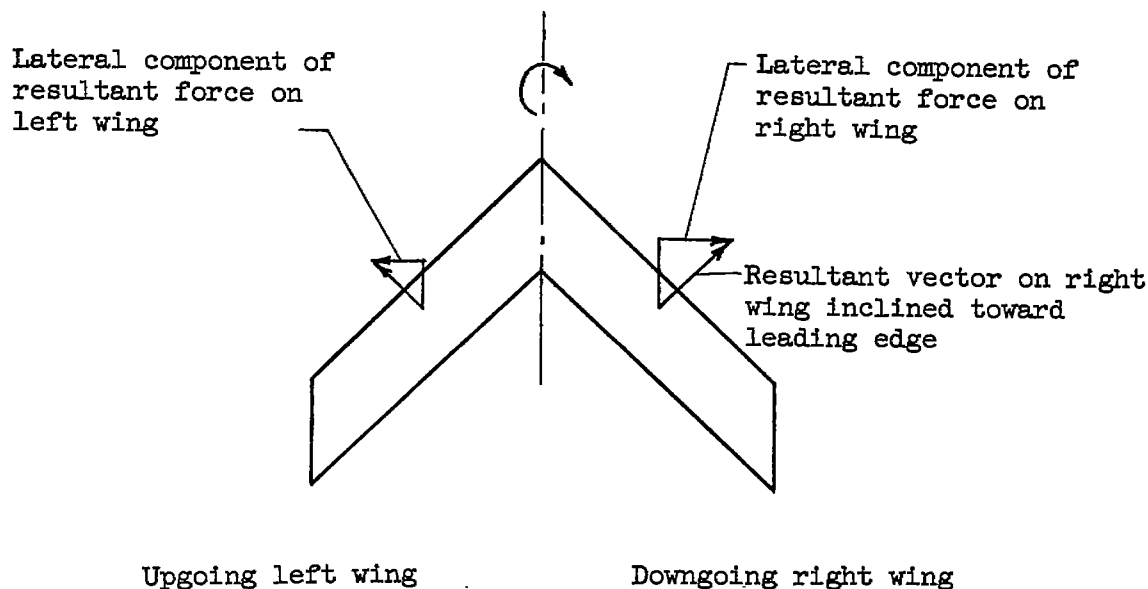 Lateral component of
resultant force on
left wing
Lateral component of
resultant force on
right wing
Resultant vector on right
wing inclined toward
leading edge
Upgoing left wing
Downgoing right wing